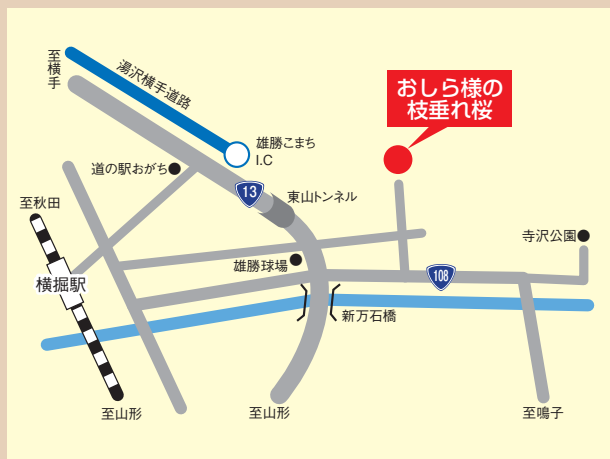 至横手
湯沢横手道路
おしら様の
枝垂れ桜
雄勝こまち
I.C
道の駅おがち
13
東山トンネル
至秋田
寺沢公園
雄勝球場
108
横掘駅
新万石橋
至山形
至山形
至鳴子